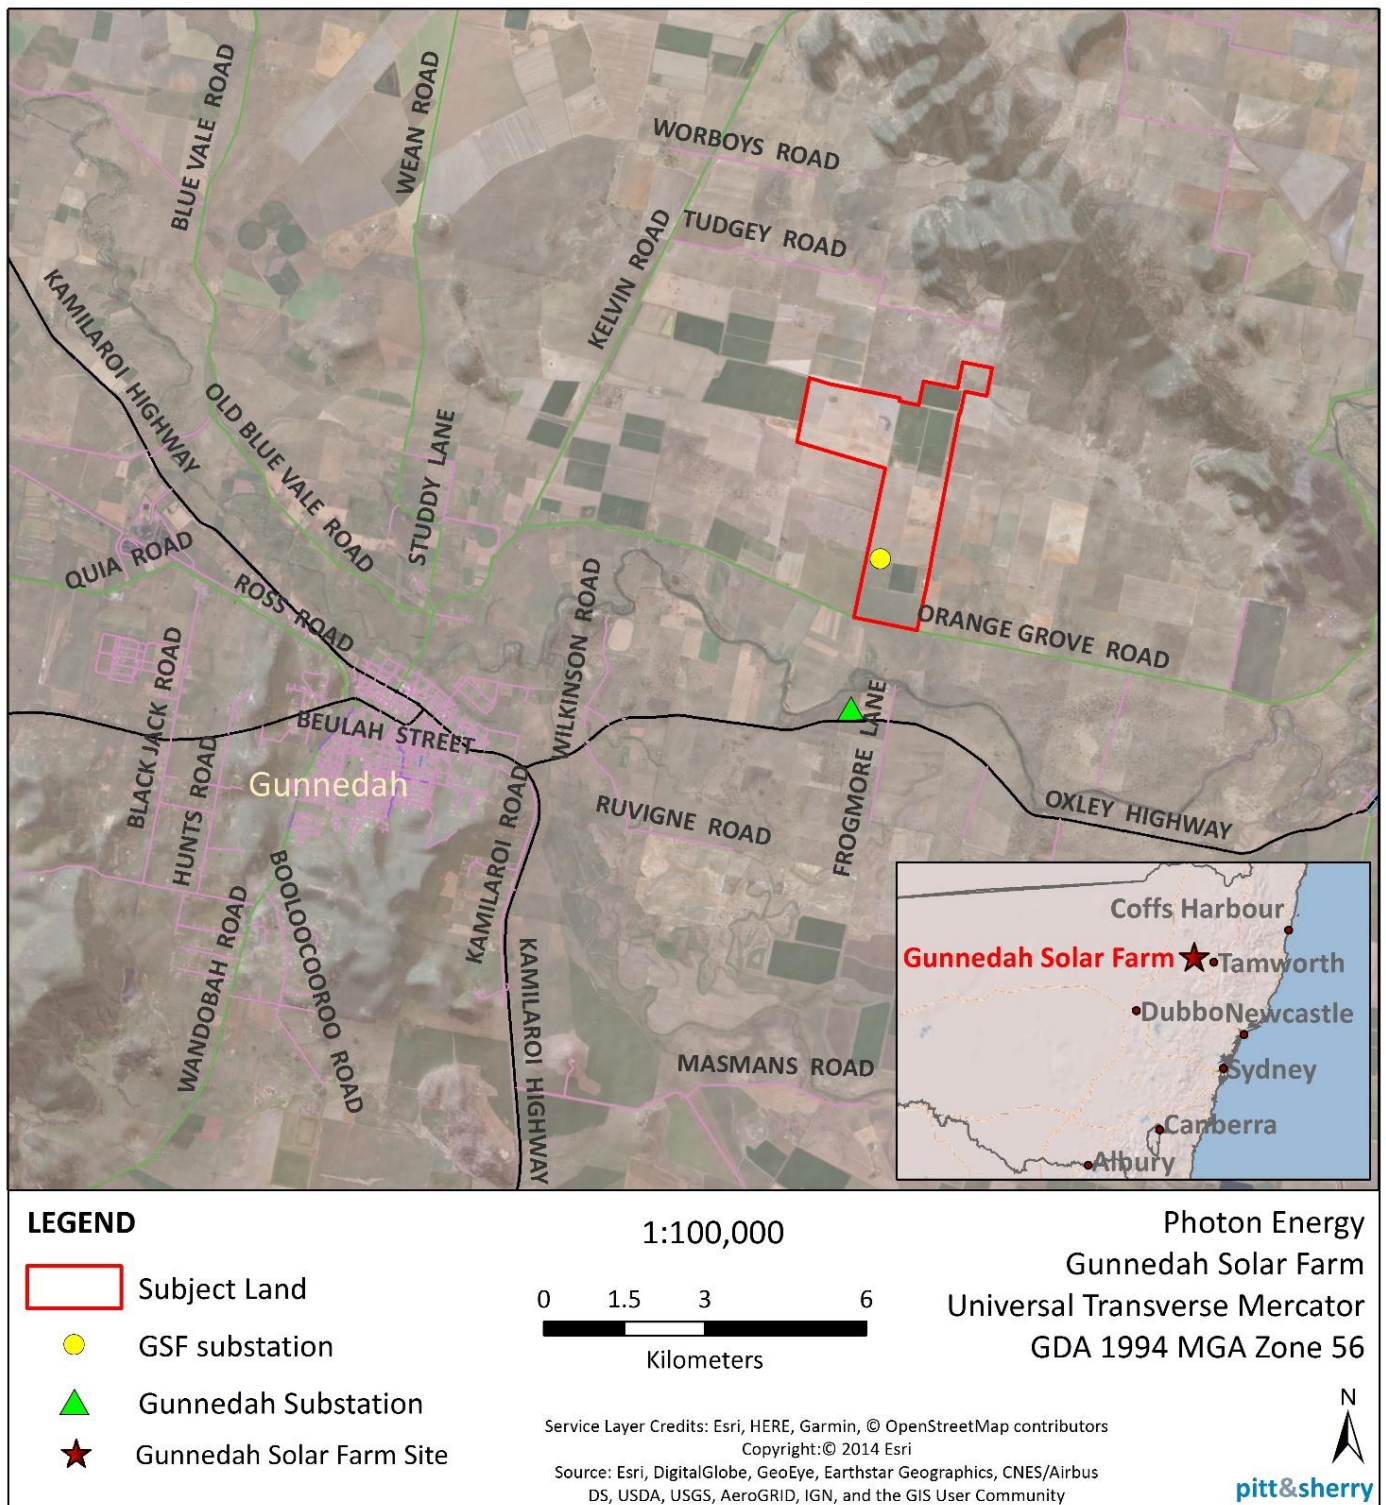 BLUE VALE ROAD
WEAN ROAD
WORBOYS ROAD
TUDGEY ROAD
KELVIN ROAD
KAMILAROI HIGHWAY
OLD BLUE VALE ROAD
STUDDY LANE
QUIA ROAD
ROSS ROAD
WILKINSON ROAD
ORANGE GROVE ROAD
BLACK JACK ROAD
HUNTS ROAD
BEULAH STREET
Gunnedah
FROGMORE LANE
RUVIGNE ROAD
OXLEY HIGHWAY
KAMILAROI ROAD
WANDOBAH ROAD
BOOLOOCOOROO ROAD
KAMILAROI HIGHWAY
MASMANS ROAD
Coffs Harbour
Gunnedah Solar Farm
Tamworth
Dubbo
Newcastle
Sydney
Canberra
Albury
LEGEND
Subject Land
GSF substation
Gunnedah Substation
Gunnedah Solar Farm Site
1:100,000
0 1.5 3 6
Kilometers
Service Layer Credits: Esri, HERE, Garmin, © OpenStreetMap contributors
Copyright:© 2014 Esri
Source: Esri, DigitalGlobe, GeoEye, Earthstar Geographics, CNES/Airbus
DS, USDA, USGS, AeroGRID, IGN, and the GIS User Community
Photon Energy
Gunnedah Solar Farm
Universal Transverse Mercator
GDA 1994 MGA Zone 56
N
pitt&sherry